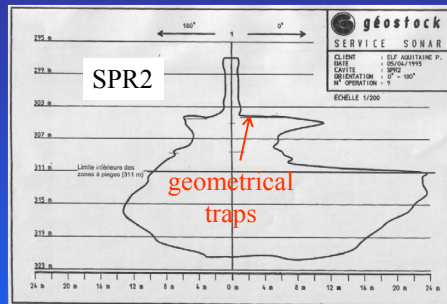 295 m
180°
1
0°
géostock
SERVICE SONAR
CLIENT : ELF AQUITAINE P.
DATE : 05/04/1995
CAVITE : SPR2
ORIENTATION : 0° - 180°
N° OPERATION : 9
ECHELLE 1/200
299 m
SPR2
303 m
307 m
Limite inférieure des
zones à pieges (311 m)
311 m
geometrical
traps
315 m
319 m
323 m
24 m 20 m 16 m 12 m 8 m 4 m 0 m 4 m 8 m 12 m 16 m 20 m 24 m